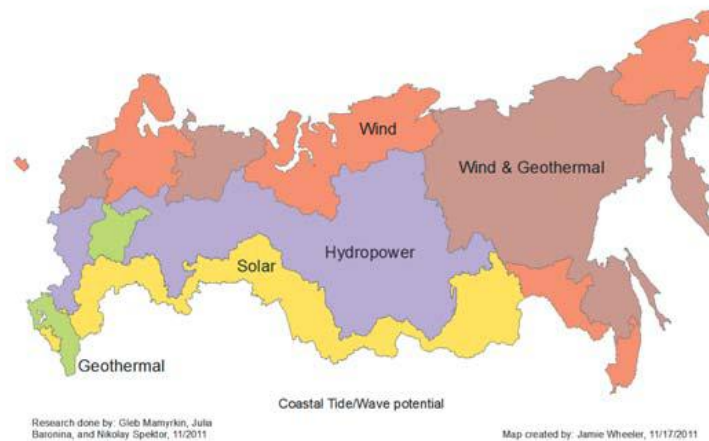 Wind
Wind & Geothermal
Hydropower
Solar
Geothermal
Coastal Tide/Wave potential
Research done by: Gleb Mamyrkin, Julia
Baronina, and Nikolay Spektor, 11/2011
Map created by: Jamie Wheeler, 11/17/2011